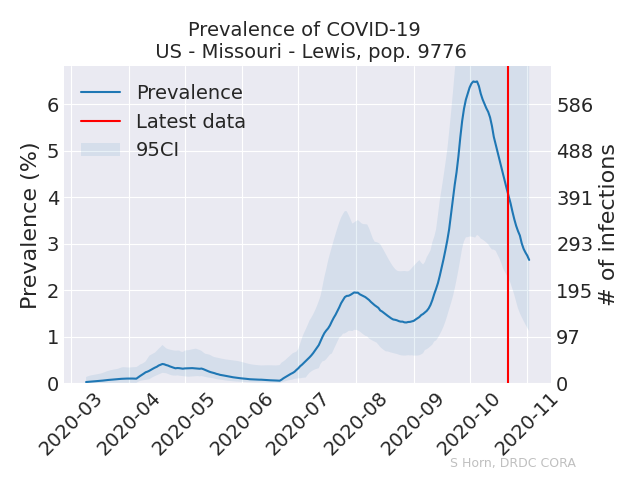 Prevalence of COVID-19
US - Missouri - Lewis, pop. 9776
Prevalence
Latest data
95CI
Prevalence (%)
6
5
4
3
2
1
0
586
488
391
293
195
97
0
# of infections
2020-03
2020-04
2020-05
2020-06
2020-07
2020-08
2020-09
2020-10
2020-11
S Horn, DRDC CORA